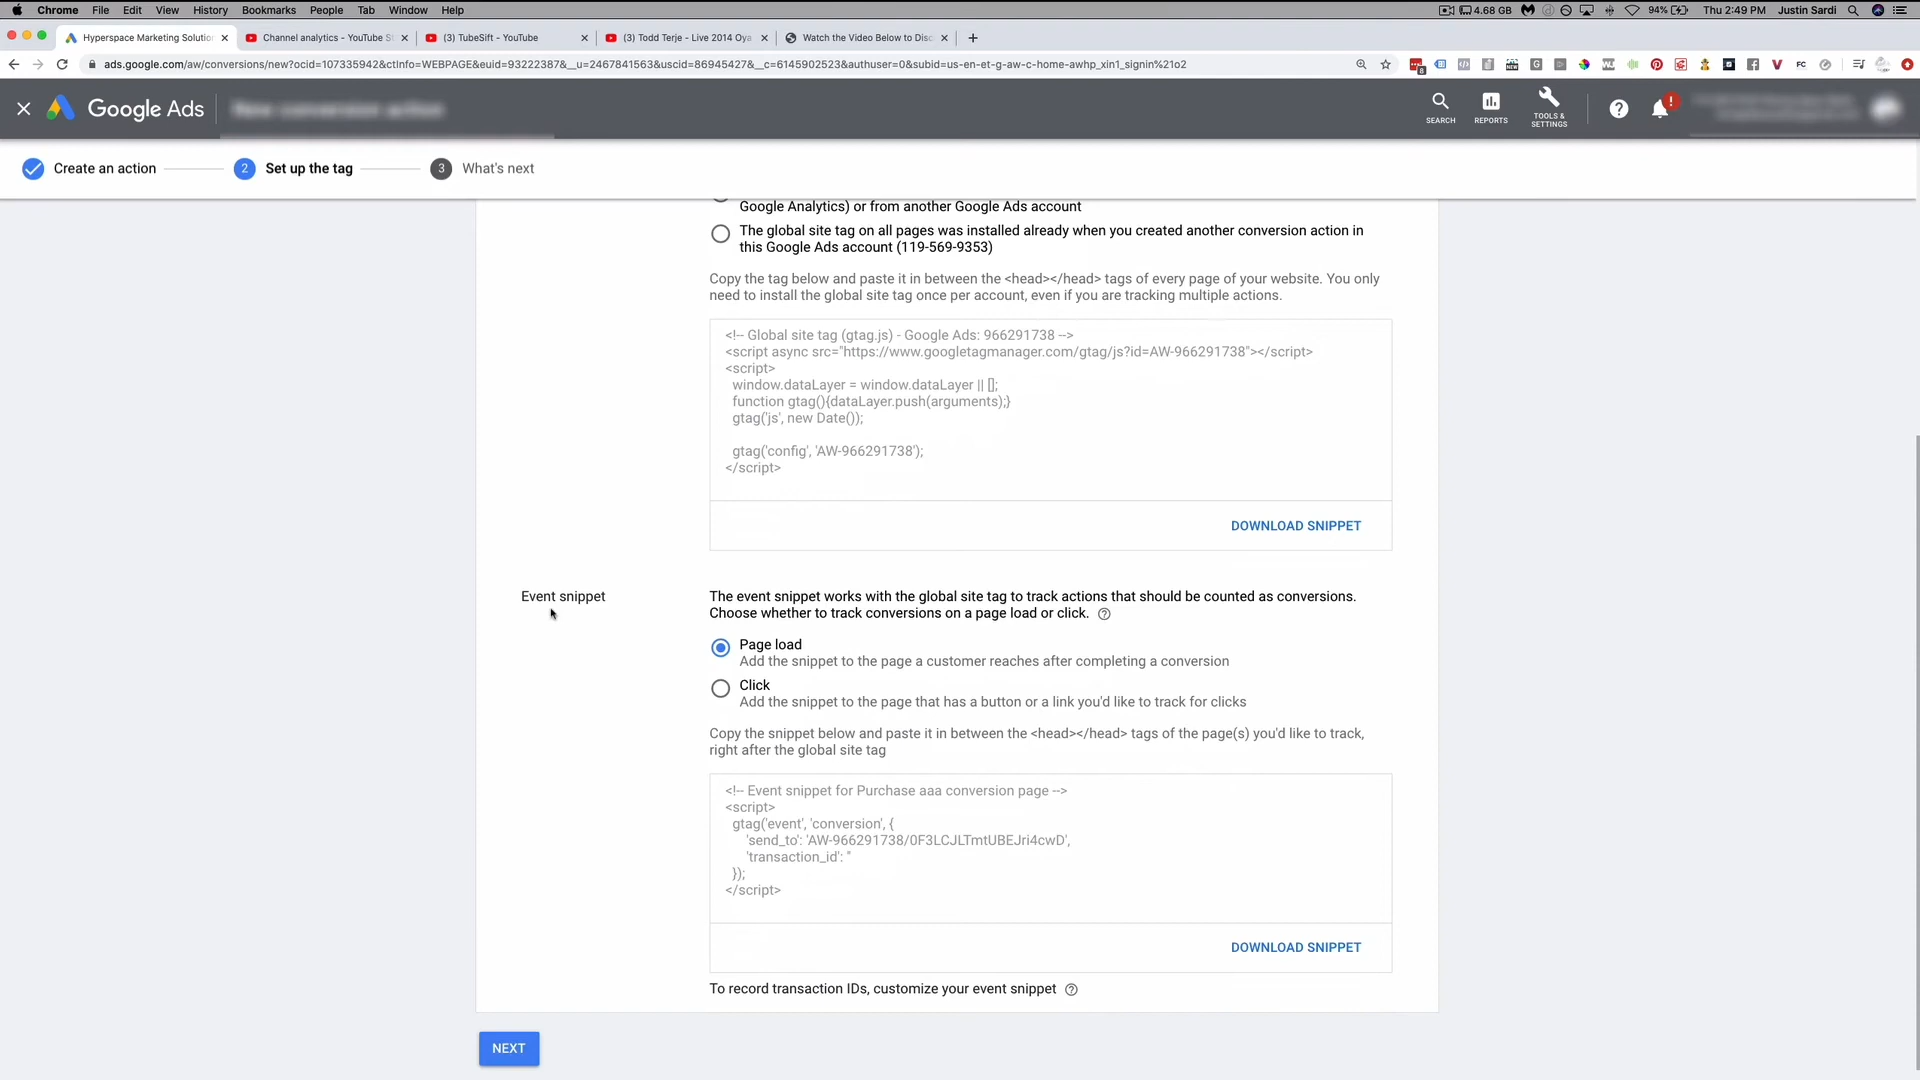 Chrome File Edit View History Bookmarks People Tab Window Help 4.68 GB 94% Thu 2:49 PM Justin Sardi
Hyperspace Marketing Solution Channel analytics - YouTube St (3) TubeSift - YouTube (3) Todd Terje - Live 2014 Oya Watch the Video Below to Disc
ads.google.com/aw/conversions/new?ocid=107335942&ctInfo=WEBPAGE&euid=93222387&__u=2467841563&uscid=86945427&__c=6145902523&authuser=0&subid=us-en-et-g-aw-c-home-awhp_xin1_signin%21o2
Google Ads New conversion action
SEARCH REPORTS TOOLS &
SETTINGS
Create an action 2 Set up the tag 3 What's next
Google Analytics) or from another Google Ads account
The global site tag on all pages was installed already when you created another conversion action in
this Google Ads account (119-569-9353)
Copy the tag below and paste it in between the <head></head> tags of every page of your website. You only
need to install the global site tag once per account, even if you are tracking multiple actions.
<!-- Global site tag (gtag.js) - Google Ads: 966291738 -->
<script async src="https://www.googletagmanager.com/gtag/js?id=AW-966291738"></script>
<script>
window.dataLayer = window.dataLayer || [];
function gtag(){dataLayer.push(arguments);}
gtag('js', new Date());
gtag('config', 'AW-966291738');
</script>
DOWNLOAD SNIPPET
Event snippet
The event snippet works with the global site tag to track actions that should be counted as conversions.
Choose whether to track conversions on a page load or click.
Page load
Add the snippet to the page a customer reaches after completing a conversion
Click
Add the snippet to the page that has a button or a link you'd like to track for clicks
Copy the snippet below and paste it in between the <head></head> tags of the page(s) you'd like to track,
right after the global site tag
<!-- Event snippet for Purchase aaa conversion page -->
<script>
gtag('event', 'conversion', {
'send_to': 'AW-966291738/0F3LCJLTmtUBEJri4cwD',
'transaction_id': ''
});
</script>
DOWNLOAD SNIPPET
To record transaction IDs, customize your event snippet
NEXT